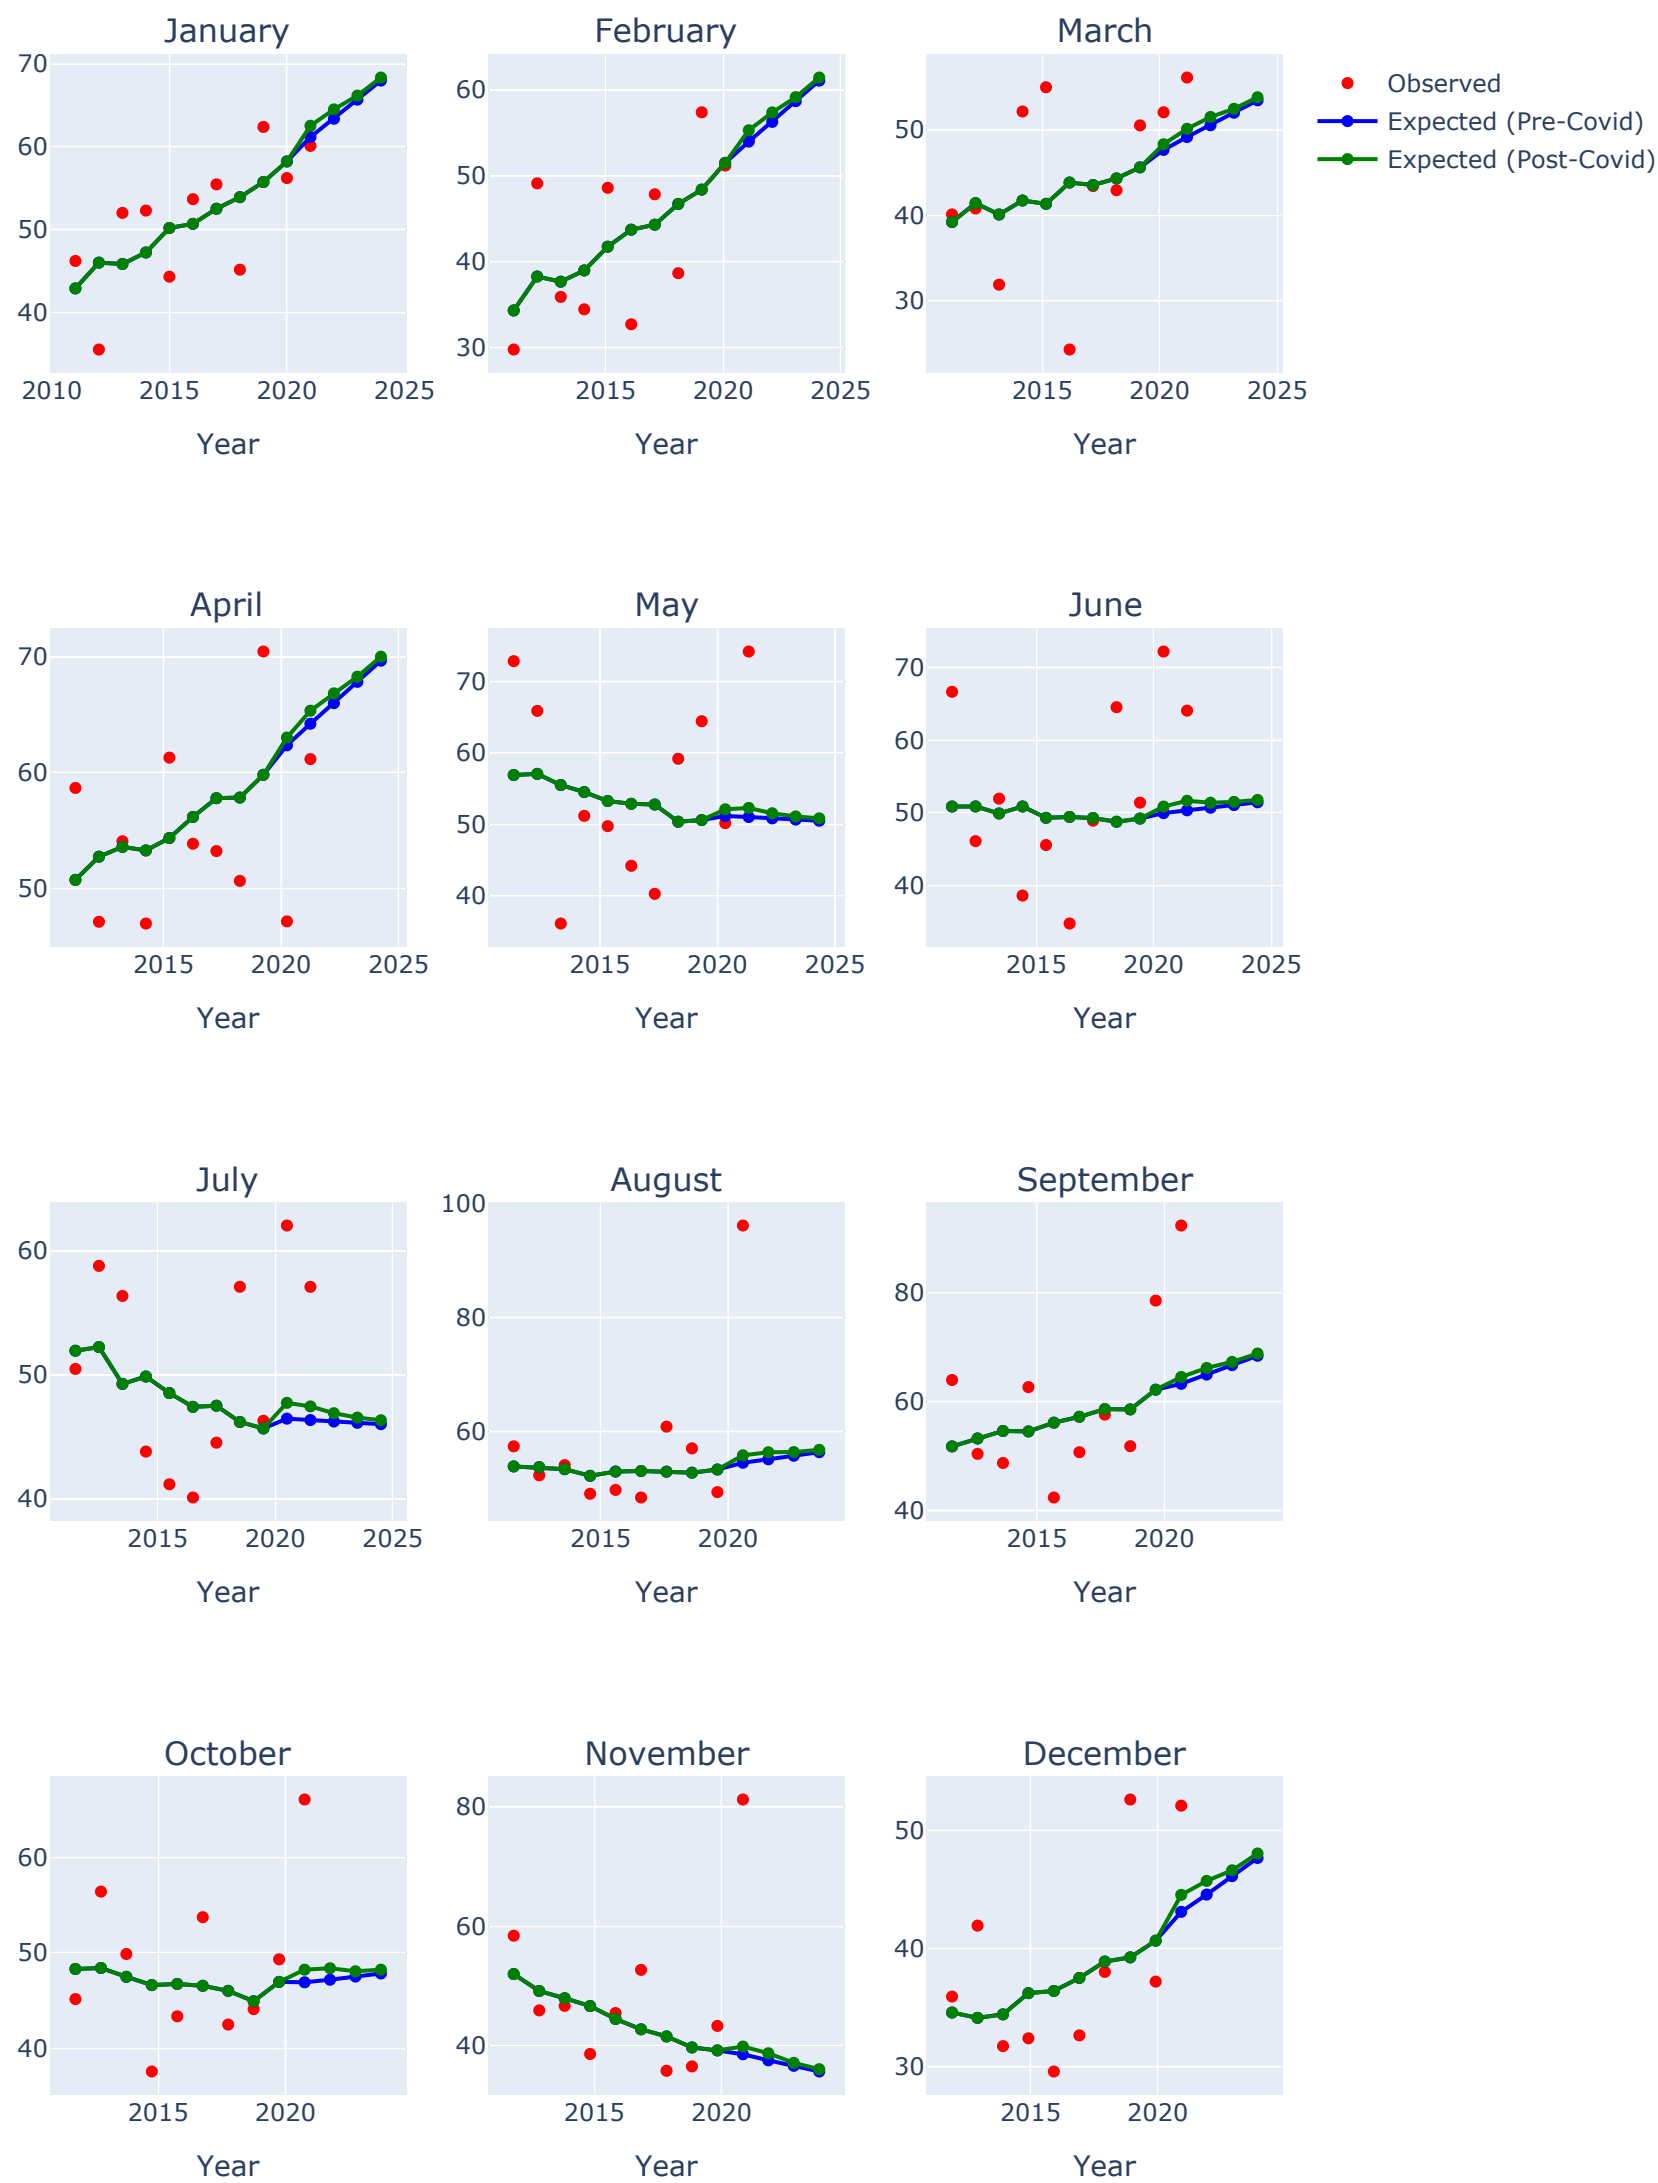 January
February
March
70
60
50
40
2010 2015 2020 2025
Year
60
50
40
30
2015 2020 2025
Year
50
40
30
2015 2020 2025
Year
Observed
Expected (Pre-Covid)
Expected (Post-Covid)
April
May
June
70
60
50
2015 2020 2025
Year
70
60
50
40
2015 2020 2025
Year
70
60
50
40
2015 2020 2025
Year
July
August
September
60
50
40
2015 2020 2025
Year
100
80
60
2015 2020
Year
80
60
40
2015 2020
Year
October
November
December
60
50
40
2015 2020
Year
80
60
40
2015 2020
Year
50
40
30
2015 2020
Year